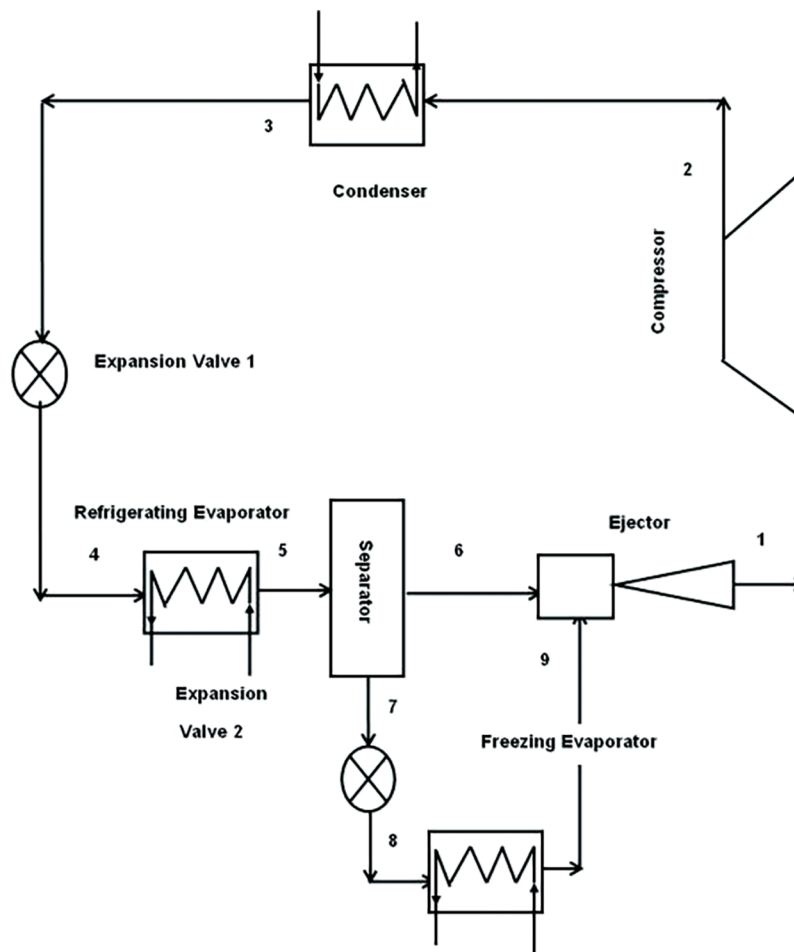 3
2
Condenser
Compressor
Expansion Valve 1
Refrigerating Evaporator
Ejector
4
5
Separator
6
1
9
Expansion
Valve 2
7
Freezing Evaporator
8